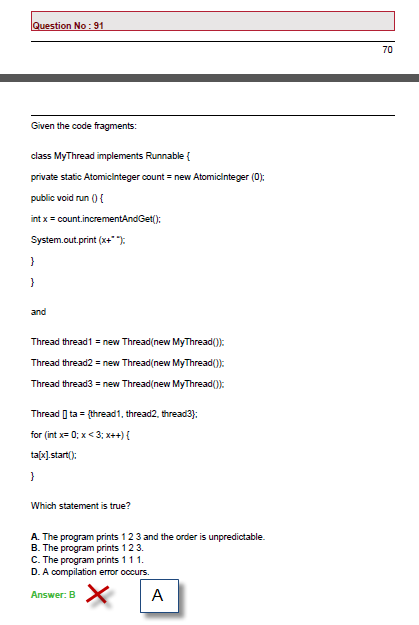 Question No : 91
70
Given the code fragments:
class MyThread implements Runnable {
private static AtomicInteger count = new AtomicInteger (0);
public void run () {
int x = count.incrementAndGet();
System.out.print (x+" ");
}
}
and
Thread thread1 = new Thread(new MyThread());
Thread thread2 = new Thread(new MyThread());
Thread thread3 = new Thread(new MyThread());
Thread [] ta = {thread1, thread2, thread3};
for (int x= 0; x < 3; x++) {
ta[x].start();
}
Which statement is true?
A. The program prints 1 2 3 and the order is unpredictable.
B. The program prints 1 2 3.
C. The program prints 1 1 1.
D. A compilation error occurs.
Answer: B
A